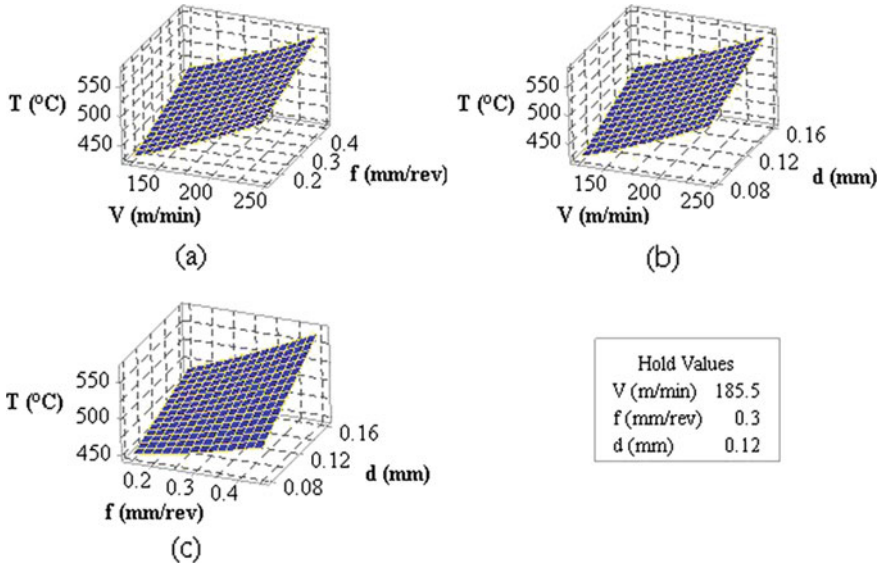 T (°C)
550
500
450
150
200
250
V (m/min)
0.2
0.3
0.4
f (mm/rev)
(a)
T (°C)
550
500
450
150
200
250
V (m/min)
0.08
0.12
0.16
d (mm)
(b)
T (°C)
550
500
450
0.2
0.3
0.4
f (mm/rev)
0.08
0.12
0.16
d (mm)
(c)
Hold Values
V (m/min) 185.5
f (mm/rev) 0.3
d (mm) 0.12